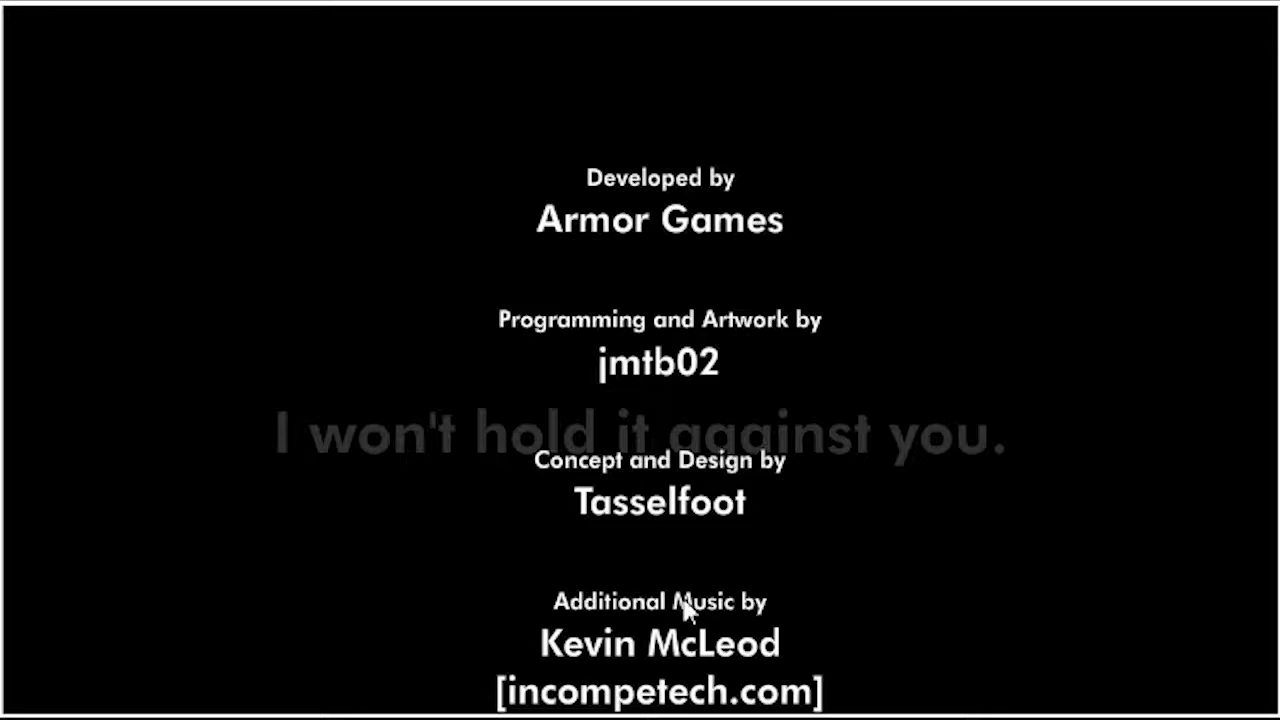 Developed by
Armor Games
Programming and Artwork by
jmtb02
I won't hold it against you.
Concept and Design by
Tasselfoot
Additional Music by
Kevin McLeod
[incompetech.com]